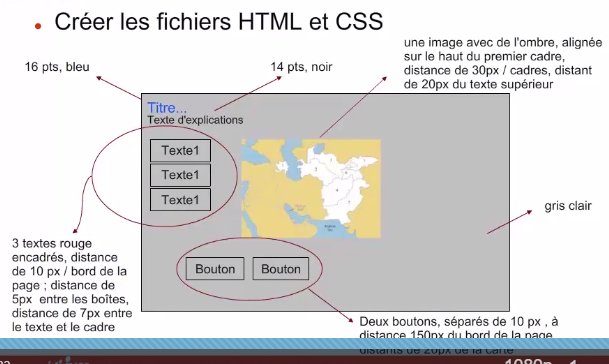 • Créer les fichiers HTML et CSS
une image avec de l'ombre, alignée
sur le haut du premier cadre,
distance de 30px / cadres, distant
de 20px du texte supérieur
16 pts, bleu
14 pts, noir
Titre...
Texte d'explications
Texte1
Texte1
Texte1
gris clair
3 textes rouge
encadrés, distance
de 10 px / bord de la
page ; distance de
5px entre les boîtes,
distance de 7px entre
le texte et le cadre
Bouton
Bouton
Deux boutons, séparés de 10 px , à
distance 150px du bord de la page
distants de 20px de la carte
1080p